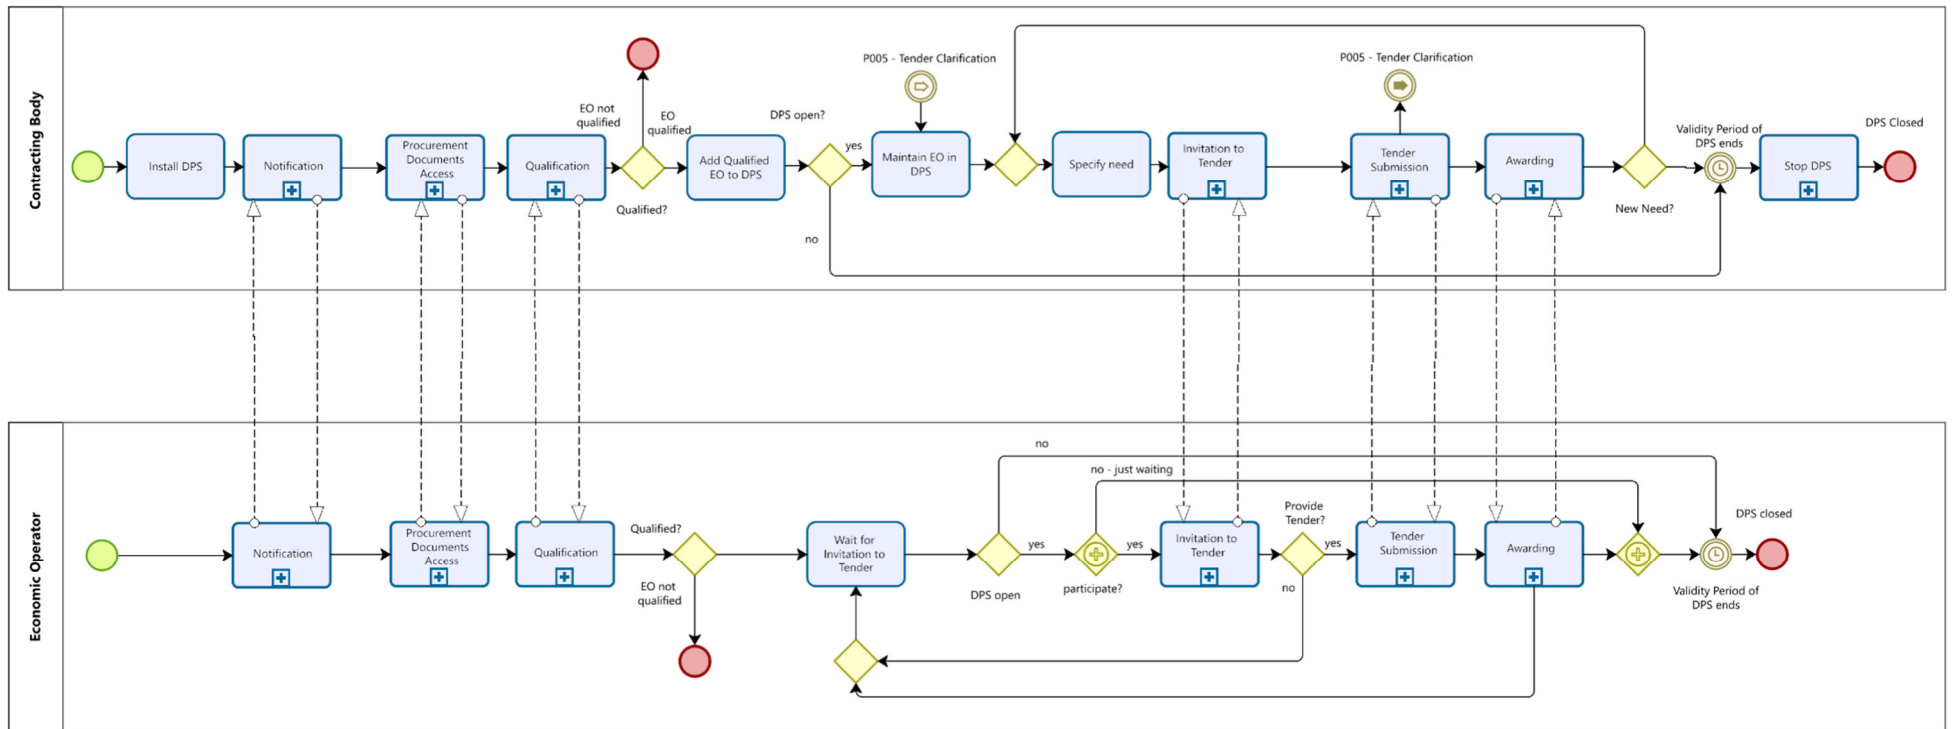 Contracting Body
P005 - Tender Clarification
P005 - Tender Clarification
EO not
qualified
EO
qualified
DPS open?
yes
Validity Period of
DPS ends
DPS Closed
Install DPS
Notification
Procurement
Documents
Access
Qualification
Add Qualified
EO to DPS
Maintain EO in
DPS
Specify need
Invitation to
Tender
Tender
Submission
Awarding
Stop DPS
Qualified?
New Need?
no
Economic Operator
no
no - just waiting
Provide
Tender?
DPS closed
Qualified?
Notification
Procurement
Documents
Access
Qualification
Wait for
Invitation to
Tender
yes
yes
Invitation to
Tender
yes
Tender
Submission
Awarding
EO not
qualified
DPS open
participate?
no
Validity Period of
DPS ends